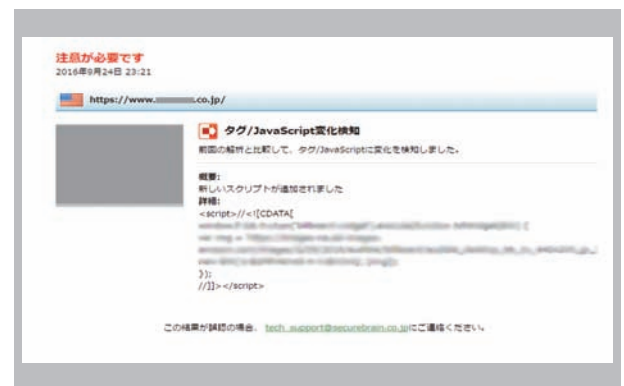 注意が必要です
2016年9月24日 23:21
https://www. .co.jp/
タグ/JavaScript変化検知
前回の解析と比較して、タグ/JavaScriptに変化を検知しました。
概要:
新しいスクリプトが追加されました
詳細:
<script>//<![CDATA[
});
//]]></script>
この結果が誤認の場合、tech_support@securebrain.co.jpにご連絡ください。